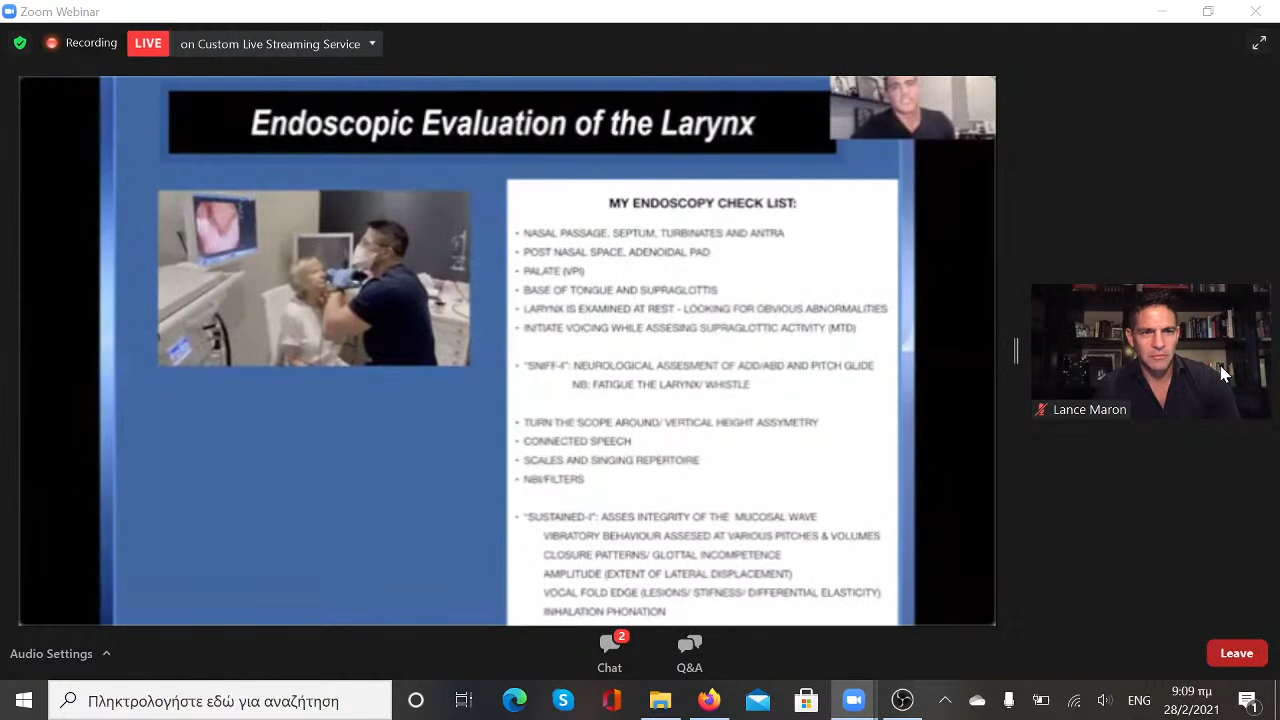 Zoom Webinar
Recording
LIVE
on Custom Live Streaming Service
Endoscopic Evaluation of the Larynx
MY ENDOSCOPY CHECK LIST:
- NASAL PASSAGE, SEPTUM, TURBINATES AND ANTRA
- POST NASAL SPACE, ADENOIDAL PAD
- PALATE (VPI)
- BASE OF TONGUE AND SUPRAGLOTTIS
- LARYNX IS EXAMINED AT REST - LOOKING FOR OBVIOUS ABNORMALITIES
- INITIATE VOICING WHILE ASSESING SUPRAGLOTTIC ACTIVITY (MTD)
- "SNIFF-I": NEUROLOGICAL ASSESMENT OF ADD/ABD AND PITCH GLIDE
NB: FATIGUE THE LARYNX/ WHISTLE
- TURN THE SCOPE AROUND/ VERTICAL HEIGHT ASSYMETRY
- CONNECTED SPEECH
- SCALES AND SINGING REPERTOIRE
- NBI/FILTERS
- "SUSTAINED-I": ASSES INTEGRITY OF THE MUCOSAL WAVE
VIBRATORY BEHAVIOUR ASSESED AT VARIOUS PITCHES & VOLUMES
CLOSURE PATTERNS/ GLOTTAL INCOMPETENCE
AMPLITUDE (EXTENT OF LATERAL DISPLACEMENT)
VOCAL FOLD EDGE (LESIONS/ STIFNESS/ DIFFERENTIAL ELASTICITY)
INHALATION PHONATION
Lance Maron
Audio Settings
2
Chat
Q&A
Leave
Πληκτρολογήστε εδώ για αναζήτηση
ENG
9:09 πμ
28/2/2021
1